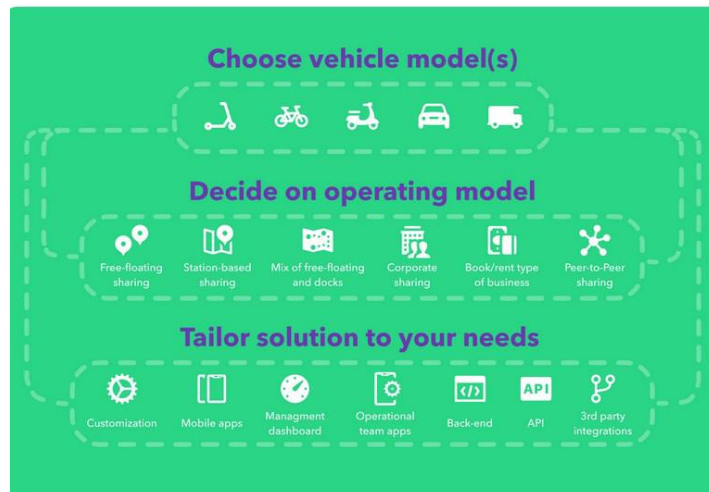 Choose vehicle model(s)
Decide on operating model
Free-floating
sharing
Station-based
sharing
Mix of free-floating
and docks
Corporate
sharing
Book/rent type
of business
Peer-to-Peer
sharing
Tailor solution to your needs
Customization
Mobile apps
Managment
dashboard
Operational
team apps
</>
Back-end
API
API
3rd party
integrations